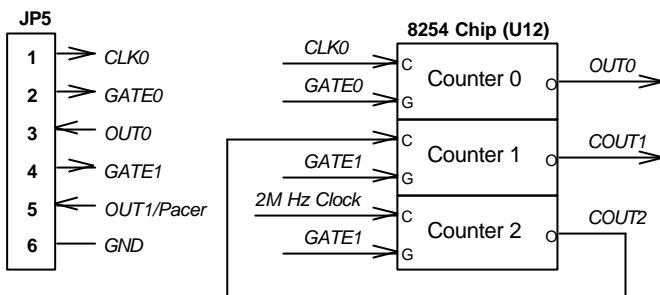 JP5
1 CLK0
2 GATE0
3 OUT0
4 GATE1
5 OUT1/Pacer
6 GND
8254 Chip (U12)
CLK0 C Counter 0 O OUT0
GATE0 G
C Counter 1 O COUT1
GATE1 G
2M Hz Clock C Counter 2 O COUT2
GATE1 G